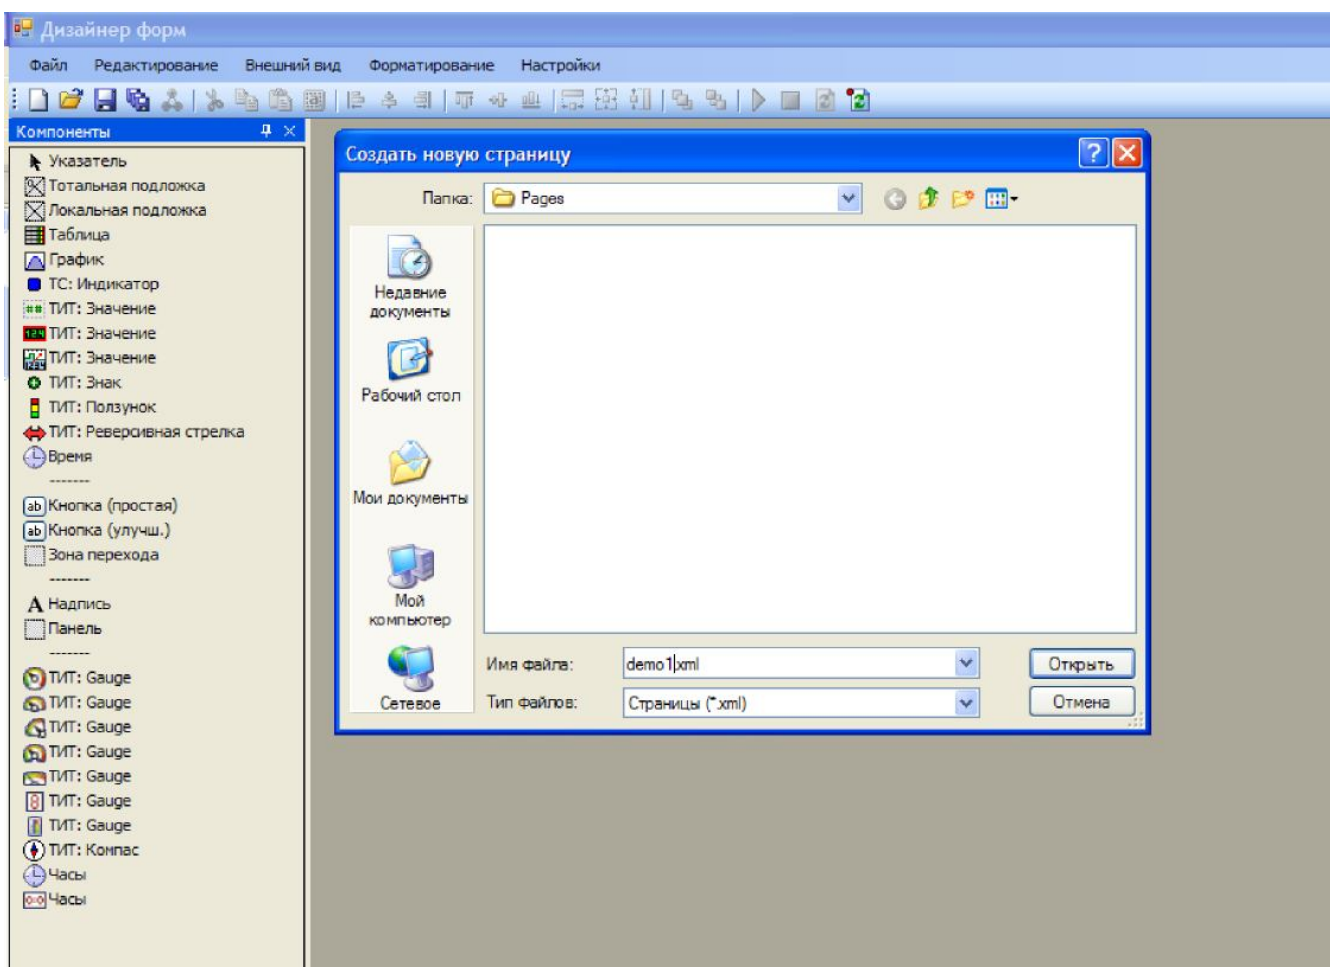 Дизайнер форм
Файл Редактирование Внешний вид Форматирование Настройки
Компоненты
Указатель
Тотальная подложка
Локальная подложка
Таблица
График
ТС: Индикатор
ТИТ: Значение
ТИТ: Значение
ТИТ: Значение
ТИТ: Знак
ТИТ: Ползунок
ТИТ: Реверсивная стрелка
Время
-------
Кнопка (простая)
Кнопка (улучш.)
Зона перехода
-------
Надпись
Панель
-------
ТИТ: Gauge
ТИТ: Gauge
ТИТ: Gauge
ТИТ: Gauge
ТИТ: Gauge
ТИТ: Gauge
ТИТ: Gauge
ТИТ: Компас
Часы
Часы
Создать новую страницу
Папка: Pages
Недавние
документы
Рабочий стол
Мои документы
Мой
компьютер
Сетевое
Имя файла: demo1.xml Открыть
Тип файлов: Страницы (*.xml) Отмена